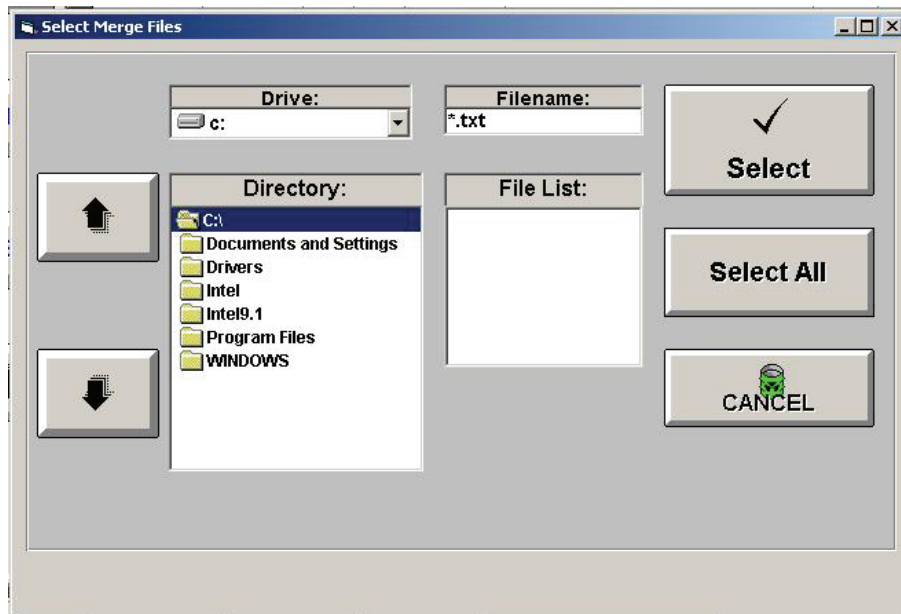 Select Merge Files
Drive:
c:
Filename:
*.txt
Select
Directory:
C:\
Documents and Settings
Drivers
Intel
Intel9.1
Program Files
WINDOWS
File List:
Select All
CANCEL